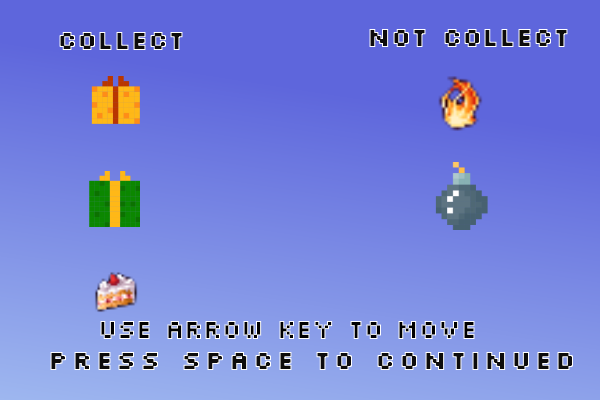 COLLECT
NOT COLLECT
USE ARROW KEY TO MOVE
PRESS SPACE TO CONTINUED